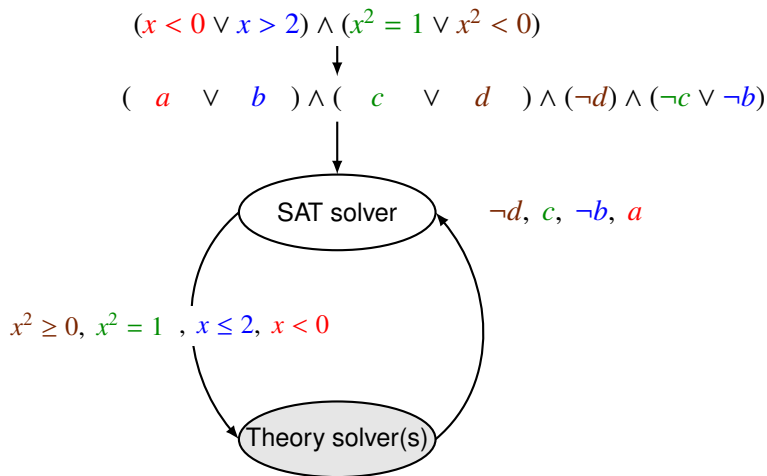 (x < 0 ∨ x > 2) ∧ (x² = 1 ∨ x² < 0)
( a ∨ b ) ∧ ( c ∨ d ) ∧ (¬d) ∧ (¬c ∨ ¬b)
SAT solver
¬d, c, ¬b, a
x² ≥ 0, x² = 1 , x ≤ 2, x < 0
Theory solver(s)